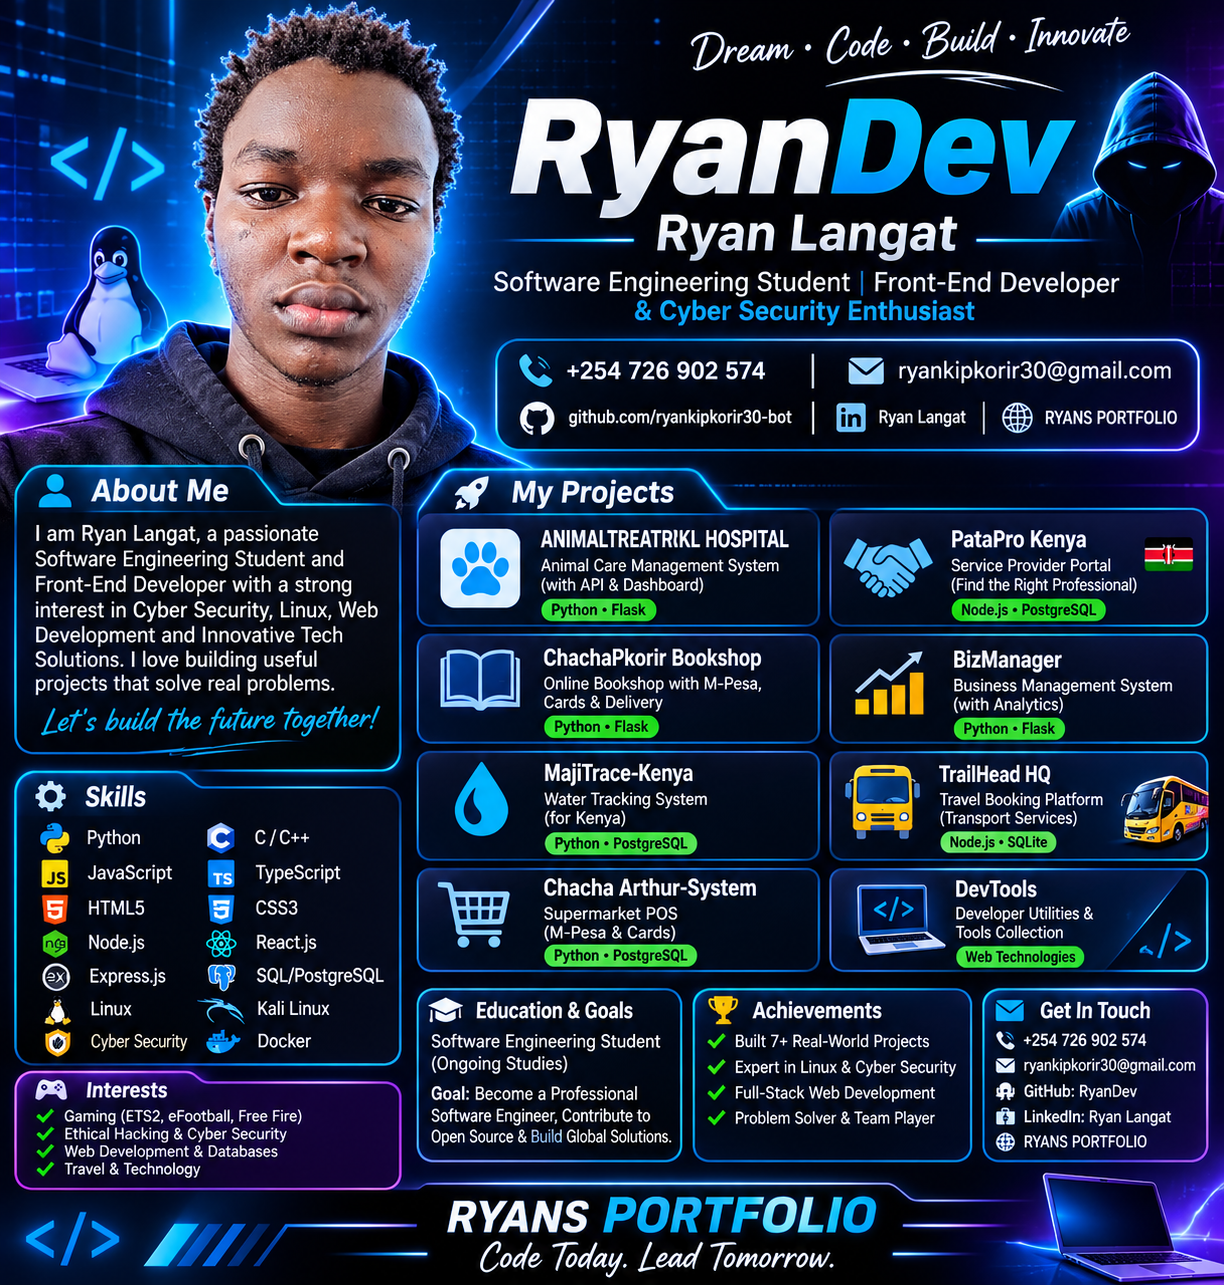 Dream • Code • Build • Innovate
RyanDev
Ryan Langat
Software Engineering Student | Front-End Developer
& Cyber Security Enthusiast
+254 726 902 574 | ryankipkorir30@gmail.com
github.com/ryankipkorir30-bot | in Ryan Langat | RYANS PORTFOLIO
</>
About Me
I am Ryan Langat, a passionate
Software Engineering Student and
Front-End Developer with a strong
interest in Cyber Security, Linux, Web
Development and Innovative Tech
Solutions. I love building useful
projects that solve real problems.
Let's build the future together!
Skills
Python
C / C++
JS JavaScript
TS TypeScript
HTML5
CSS3
Node.js
React.js
ex Express.js
SQL/PostgreSQL
Linux
Kali Linux
Cyber Security
Docker
Interests
Gaming (ETS2, eFootball, Free Fire)
Ethical Hacking & Cyber Security
Web Development & Databases
Travel & Technology
My Projects
ANIMALTREATRIKL HOSPITAL
Animal Care Management System
(with API & Dashboard)
Python • Flask
PataPro Kenya
Service Provider Portal
(Find the Right Professional)
Node.js • PostgreSQL
ChachaPkorir Bookshop
Online Bookshop with M-Pesa,
Cards & Delivery
Python • Flask
BizManager
Business Management System
(with Analytics)
Python • Flask
MajiTrace-Kenya
Water Tracking System
(for Kenya)
Python • PostgreSQL
TrailHead HQ
Travel Booking Platform
(Transport Services)
Node.js • SQLite
Chacha Arthur-System
Supermarket POS
(M-Pesa & Cards)
Python • PostgreSQL
</>
DevTools
Developer Utilities &
Tools Collection
Web Technologies
</>
Education & Goals
Software Engineering Student
(Ongoing Studies)
Goal: Become a Professional
Software Engineer, Contribute to
Open Source & Build Global Solutions.
Achievements
Built 7+ Real-World Projects
Expert in Linux & Cyber Security
Full-Stack Web Development
Problem Solver & Team Player
Get In Touch
+254 726 902 574
ryankipkorir30@gmail.com
GitHub: RyanDev
LinkedIn: Ryan Langat
RYANS PORTFOLIO
</>
RYANS PORTFOLIO
Code Today. Lead Tomorrow.